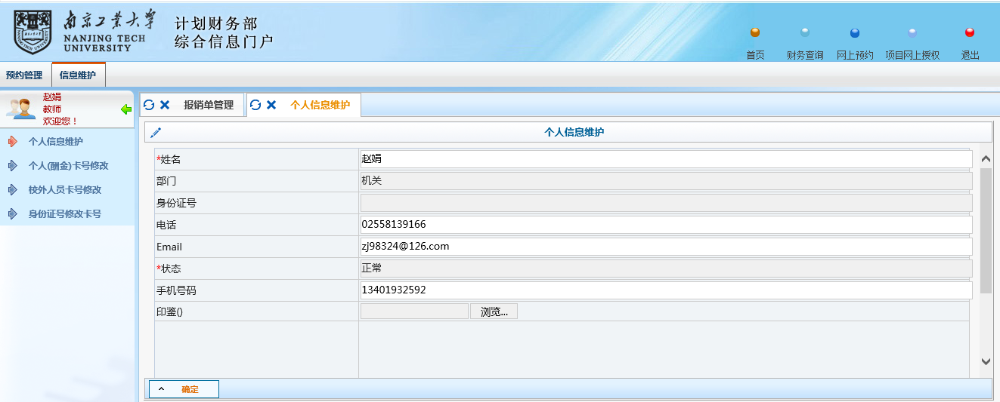 南京工业大学
NANJING TECH
UNIVERSITY
计划财务部
综合信息门户
首页
财务查询
网上预约
项目网上授权
退出
预约管理
信息维护
赵娟
教师
欢迎您！
个人信息维护
个人(酬金)卡号修改
校外人员卡号修改
身份证号修改卡号
报销单管理
个人信息维护
个人信息维护
*姓名
赵娟
部门
机关
身份证号
电话
02558139166
Email
zj98324@126.com
*状态
正常
手机号码
13401932592
印鉴()
浏览...
确定